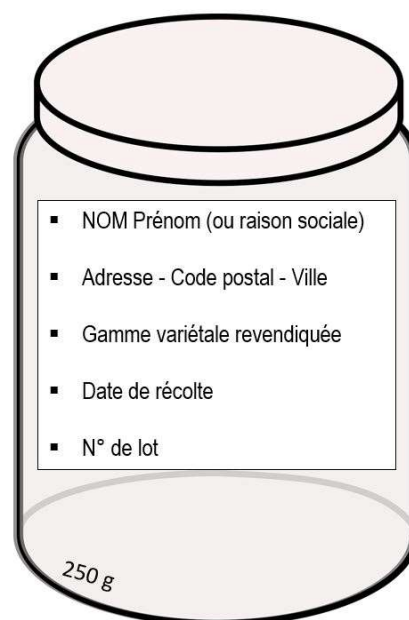 ▪ NOM Prénom (ou raison sociale)
▪ Adresse - Code postal - Ville
▪ Gamme variétale revendiquée
▪ Date de récolte
▪ N° de lot
250 g